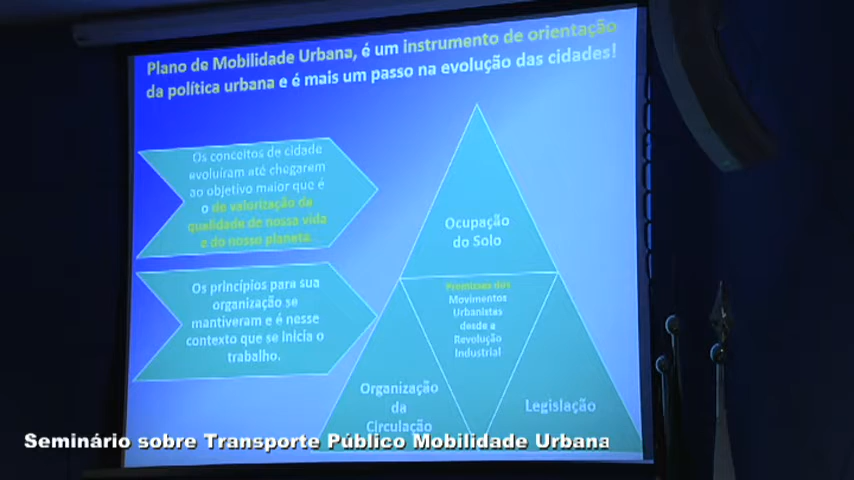 Plano de Mobilidade Urbana, é um instrumento de orientação
da política urbana e é mais um passo na evolução das cidades!
Os conceitos de cidade
evoluíram até chegarem
ao objetivo maior que é
o de valorização da
qualidade de nossa vida
e do nosso planeta.
Os princípios para sua
organização se
mantiveram e é nesse
contexto que se inicia o
trabalho.
Ocupação
do Solo
Premissas dos
Movimentos
Urbanistas
desde a
Revolução
Industrial
Organização
da
Circulação
Legislação
Seminário sobre Transporte Público Mobilidade Urbana